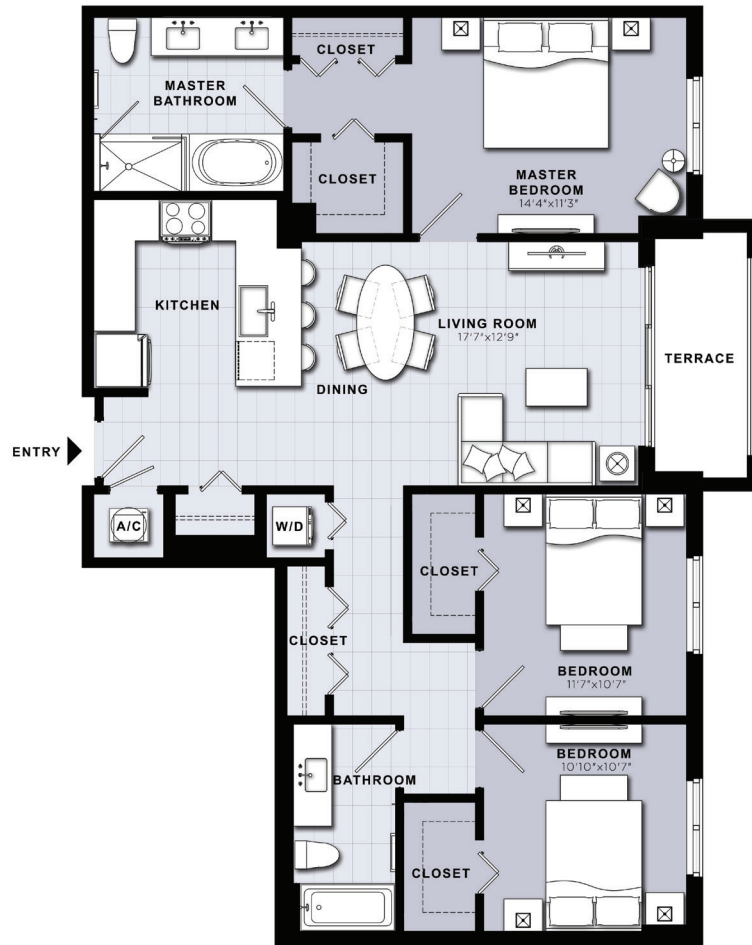 CLOSET
MASTER
BATHROOM
CLOSET
MASTER
BEDROOM
14'4"x11'3"
KITCHEN
LIVING ROOM
17'7"x12'9"
TERRACE
DINING
ENTRY
A/C
W/D
CLOSET
CLOSET
BEDROOM
11'7"x10'7"
BEDROOM
10'10"x10'7"
BATHROOM
CLOSET